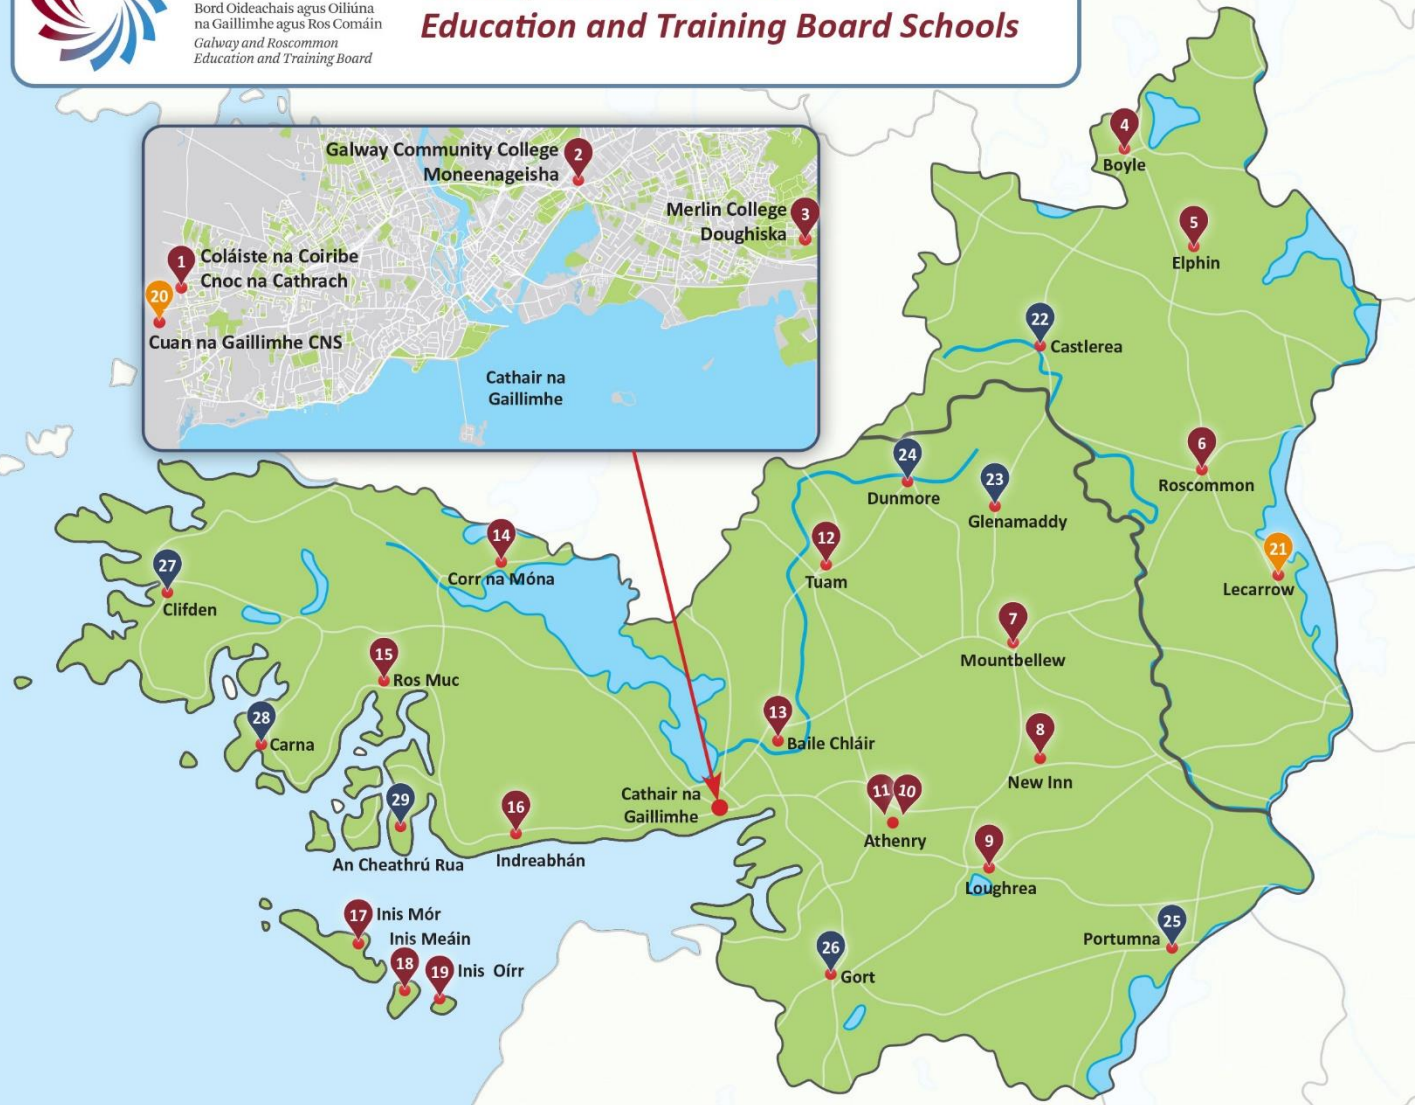 Bord Oideachais agus Oiliúna
na Gaillimhe agus Ros Comáin
Galway and Roscommon
Education and Training Board
Education and Training Board Schools
Galway Community College
Moneenageisha
2
Merlin College
Doughiska
3
1
Coláiste na Coiribe
Cnoc na Cathrach
20
Cuan na Gaillimhe CNS
Cathair na
Gaillimhe
4
Boyle
5
Elphin
22
Castlerea
6
Roscommon
24
Dunmore
23
Glenamaddy
12
Tuam
21
Lecarrow
14
Corr na Móna
27
Clifden
7
Mountbellew
15
Ros Muc
28
Carna
13
Baile Chláir
8
New Inn
29
An Cheathrú Rua
16
Indreabhán
Cathair na
Gaillimhe
11
10
Athenry
9
Loughrea
17
Inis Mór
Inis Meáin
18
19
Inis Oírr
26
Gort
25
Portumna